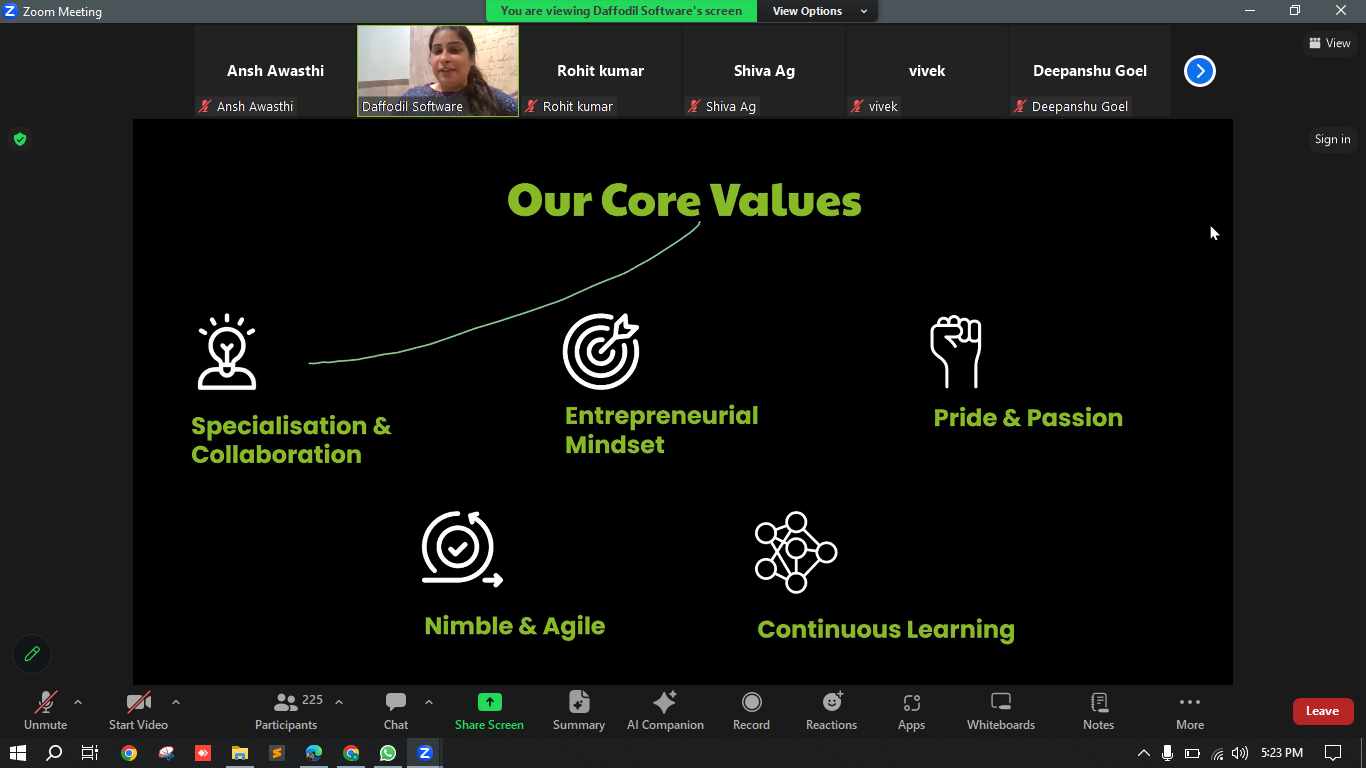 Zoom Meeting
You are viewing Daffodil Software's screen
View Options
Ansh Awasthi
Rohit kumar
Shiva Ag
vivek
Deepanshu Goel
View
Ansh Awasthi
Daffodil Software
Rohit kumar
Shiva Ag
vivek
Deepanshu Goel
Sign in
Our Core Values
Specialisation &
Collaboration
Entrepreneurial
Mindset
Pride & Passion
Nimble & Agile
Continuous Learning
225
Unmute
Start Video
Participants
Chat
Share Screen
Summary
AI Companion
Record
Reactions
Apps
Whiteboards
Notes
More
Leave
5:23 PM